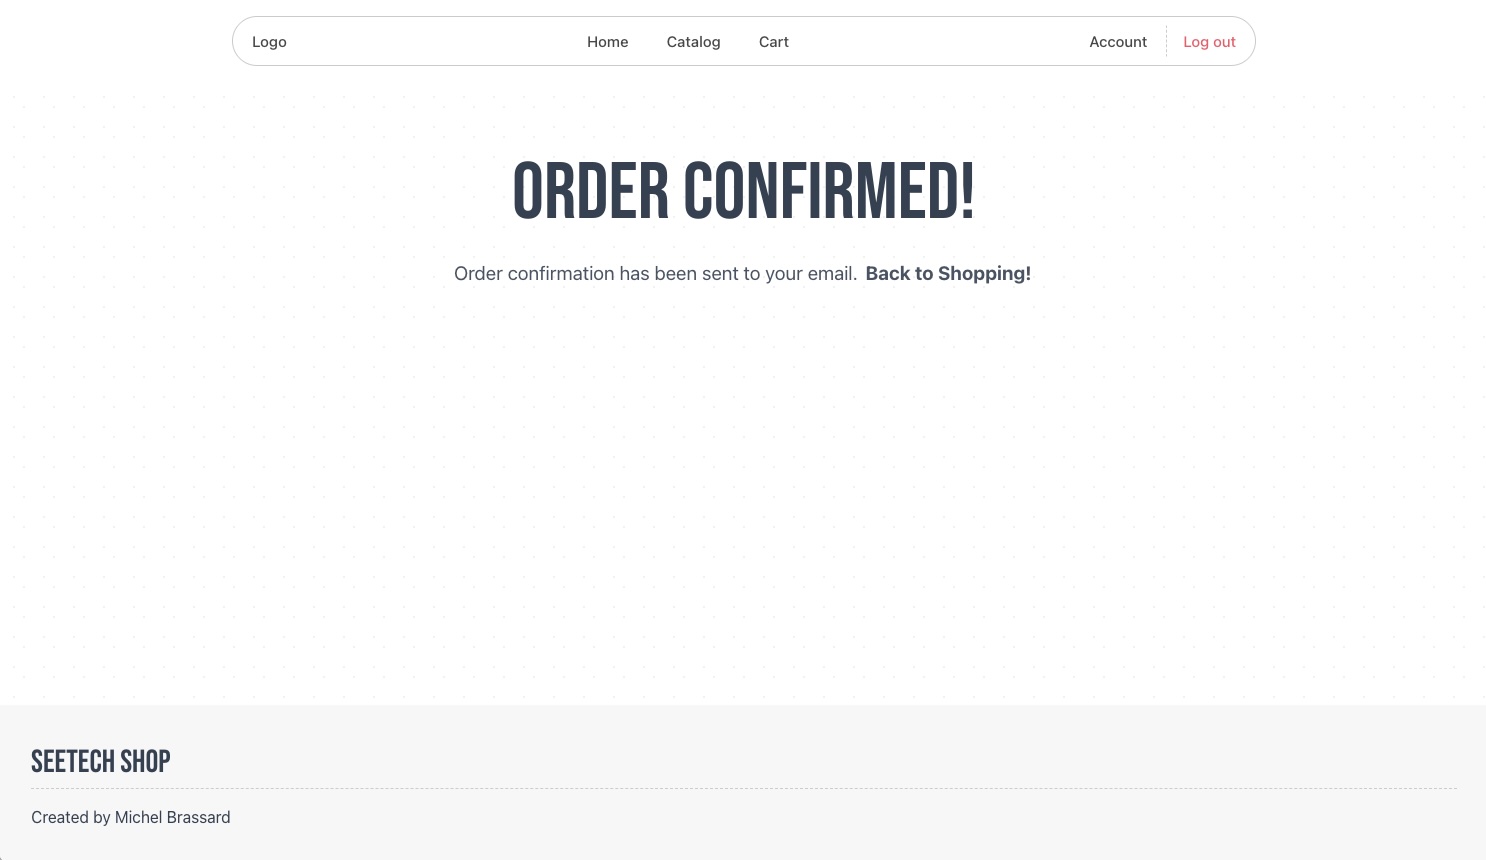 Logo Home Catalog Cart Account Log out
ORDER CONFIRMED!
Order confirmation has been sent to your email. Back to Shopping!
SEETECH SHOP
Created by Michel Brassard